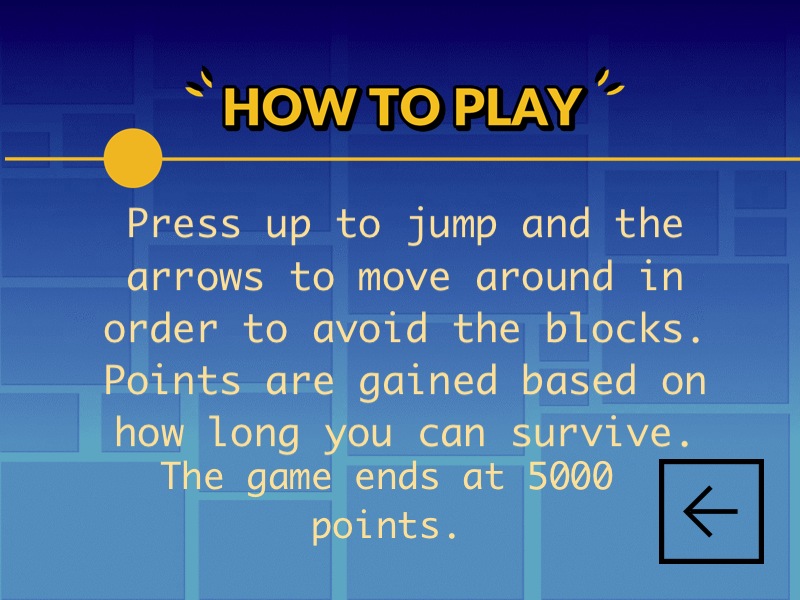 HOW TO PLAY
Press up to jump and the
arrows to move around in
order to avoid the blocks.
Points are gained based on
how long you can survive.
The game ends at 5000
points.